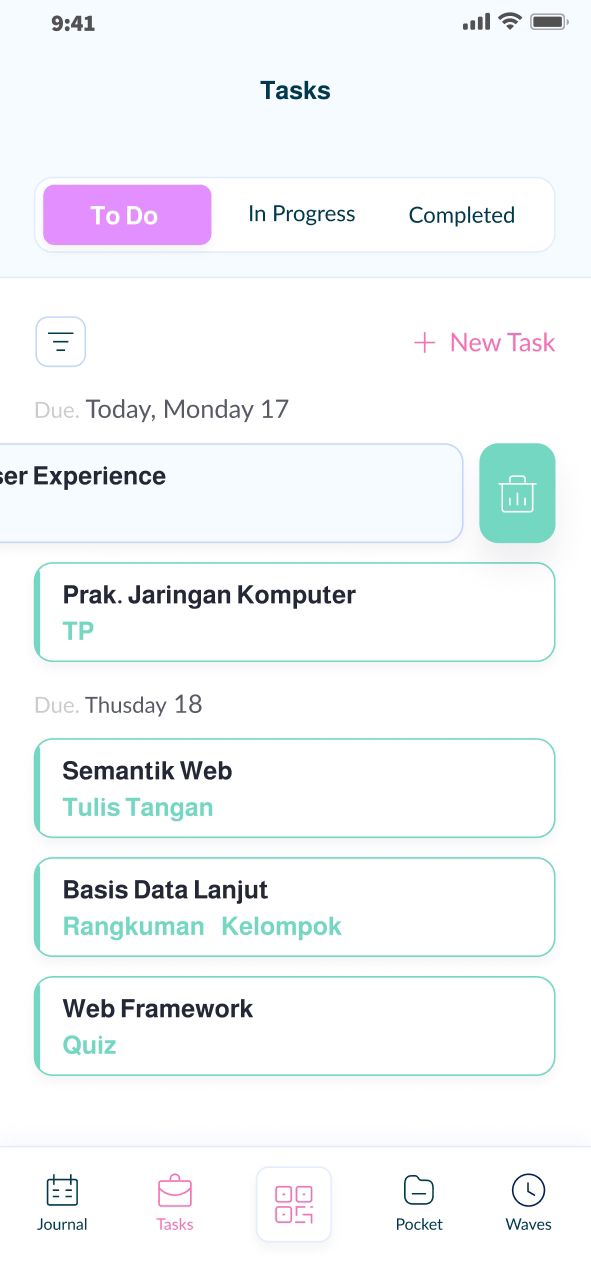 9:41
Tasks
To Do In Progress Completed
+ New Task
Due. Today, Monday 17
ser Experience
Prak. Jaringan Komputer
TP
Due. Thusday 18
Semantik Web
Tulis Tangan
Basis Data Lanjut
Rangkuman Kelompok
Web Framework
Quiz
Journal Tasks Pocket Waves